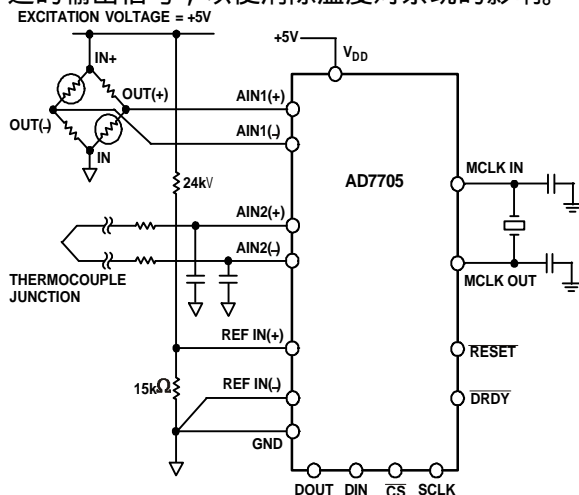 EXCITATION VOLTAGE = +5V
IN+
OUT(+)
OUT(–)
IN
+5V
VDD
AIN1(+)
AIN1(–)
AD7705
MCLK IN
24kV
AIN2(+)
AIN2(–)
THERMOCOUPLE
JUNCTION
MCLK OUT
REF IN(+)
RESET
15kΩ
REF IN(–)
DRDY
GND
DOUT DIN CS SCLK